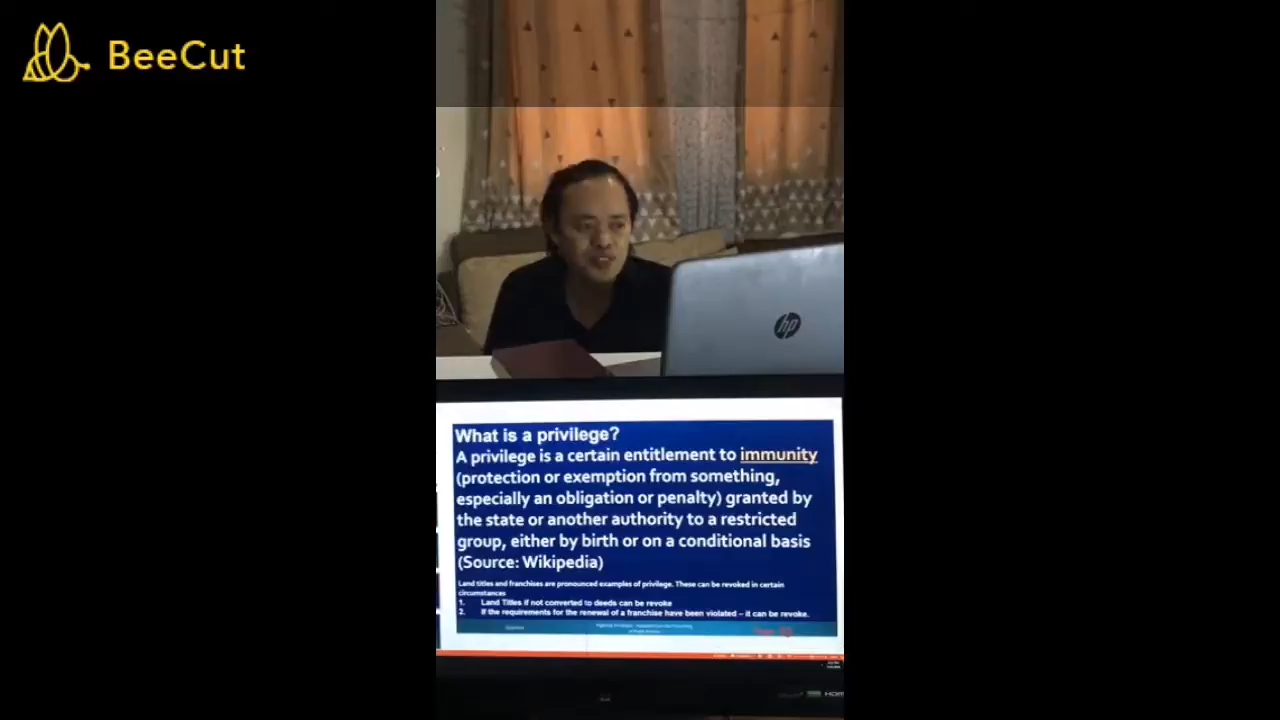 BeeCut
hp
What is a privilege?
A privilege is a certain entitlement to immunity
(protection or exemption from something,
especially an obligation or penalty) granted by
the state or another authority to a restricted
group, either by birth or on a conditional basis
(Source: Wikipedia)
Land titles and franchises are pronounced examples of privilege. These can be revoked in certain
circumstances
1. Land Titles if not converted to deeds can be revoke
2. If the requirements for the renewal of a franchise have been violated – it can be revoke.